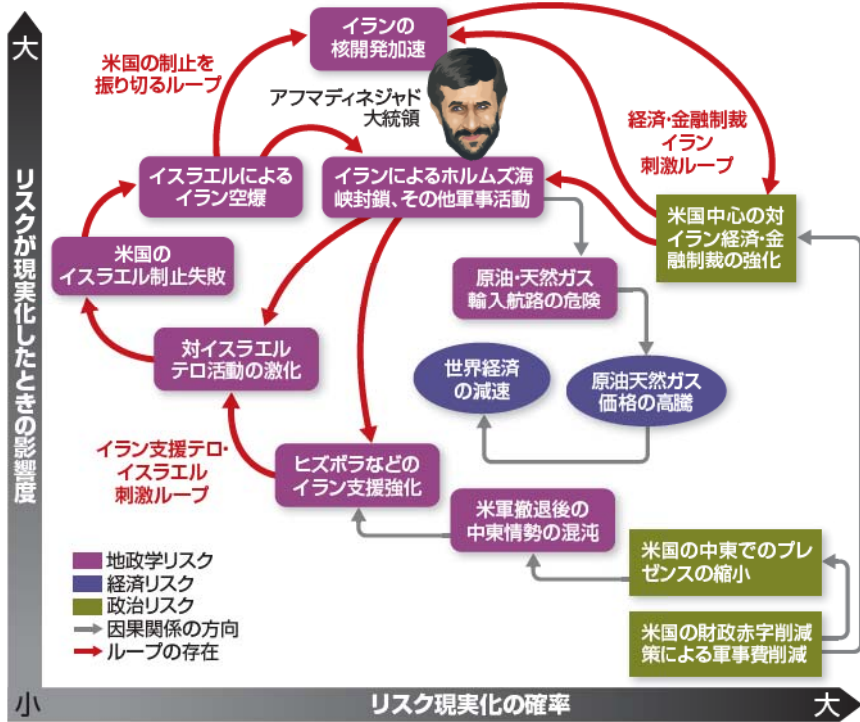 大
イランの
核開発加速
米国の制止を
振り切るループ
アフマディネジャド
大統領
経済・金融制裁
イラン
刺激ループ
イスラエルによる
イラン空爆
イランによるホルムズ海
峡封鎖、その他軍事活動
米国中心の対
イラン経済・金
融制裁の強化
米国の
イスラエル制止失敗
原油・天然ガス
輸入航路の危険
対イスラエル
テロ活動の激化
世界経済
の減速
原油天然ガス
価格の高騰
イラン支援テロ・
イスラエル
刺激ループ
ヒズボラなどの
イラン支援強化
米軍撤退後の
中東情勢の混沌
米国の中東でのプレ
ゼンスの縮小
米国の財政赤字削減
策による軍事費削減
地政学リスク
経済リスク
政治リスク
因果関係の方向
ループの存在
リスクが現実化したときの影響度
小
リスク現実化の確率
大